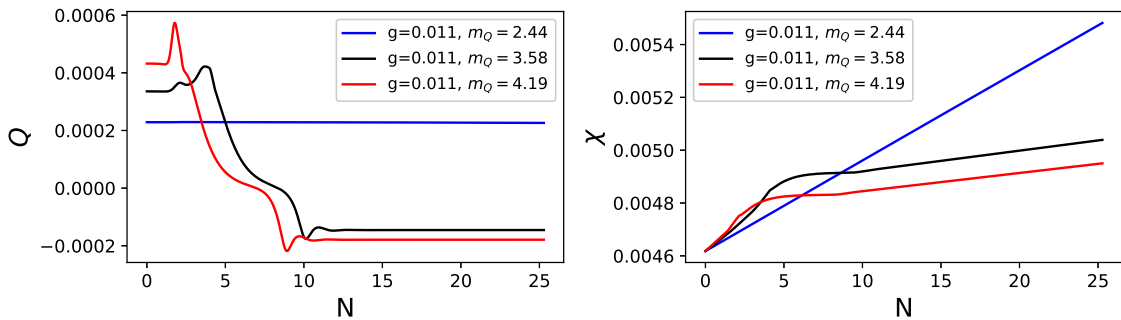 0.0006
0.0004
0.0002
0.0000
−0.0002
Q
0 5 10 15 20 25
N
g=0.011, m_Q = 2.44
g=0.011, m_Q = 3.58
g=0.011, m_Q = 4.19
0.0054
0.0052
0.0050
0.0048
0.0046
χ
0 5 10 15 20 25
N
g=0.011, m_Q = 2.44
g=0.011, m_Q = 3.58
g=0.011, m_Q = 4.19